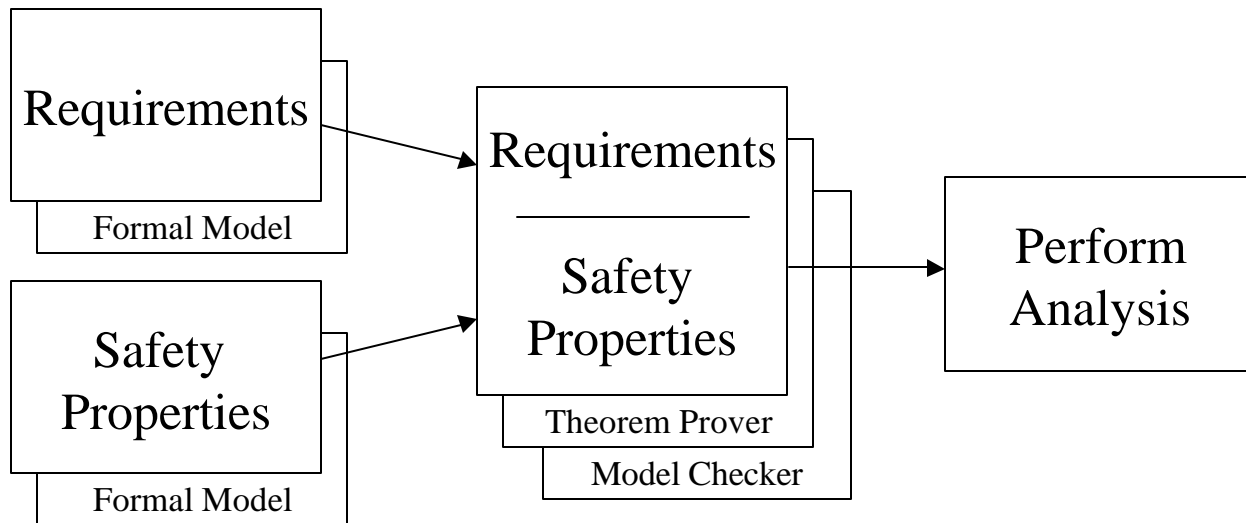 Requirements
Formal Model
Safety
Properties
Formal Model
Requirements
Safety
Properties
Theorem Prover
Model Checker
Perform
Analysis